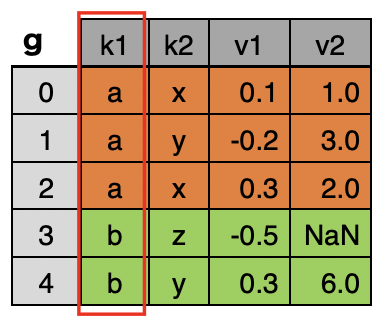 g k1 k2 v1 v2
0 a x 0.1 1.0
1 a y -0.2 3.0
2 a x 0.3 2.0
3 b z -0.5 NaN
4 b y 0.3 6.0